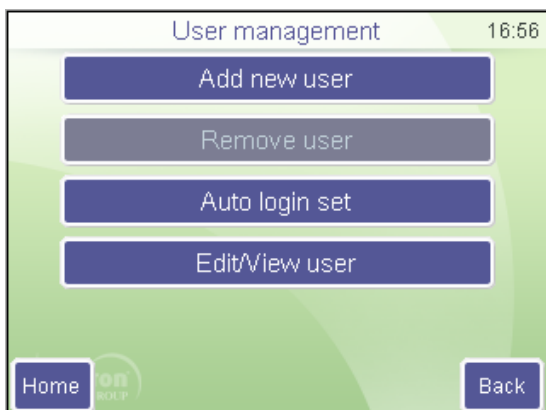 User management 16:56
Add new user
Remove user
Auto login set
Edit/View user
Home
Back